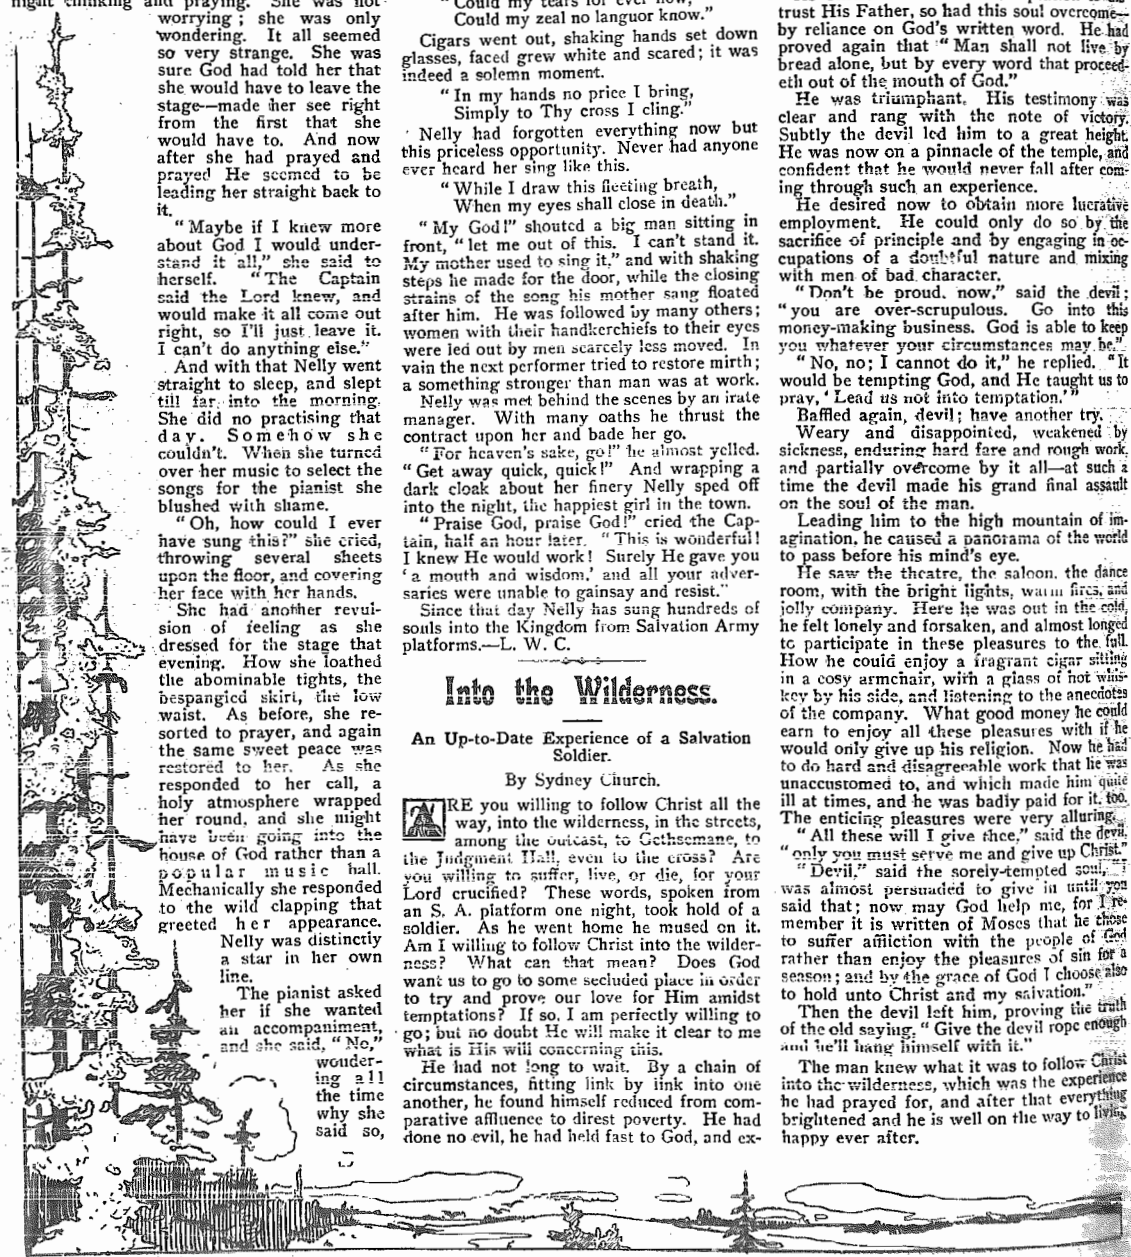 night thinking and praying. She was not
worrying; she was only
wondering. It all seemed
so very strange. She was
sure God had told her that
she would have to leave the
stage—made her see right
from the first that she
would have to. And now
after she had prayed and
prayed He seemed to be
leading her straight back to
it.
"Maybe if I knew more
about God I would under-
stand it all," she said to
herself. "The Captain
said the Lord knew, and
would make it all come out
right, so I'll just leave it.
I can't do anything else."
And with that Nelly went
straight to sleep, and slept
till far into the morning.
She did no practising that
day. Somehow she
couldn't. When she turned
over her music to select the
songs for the pianist she
blushed with shame.
"Oh, how could I ever
have sung this?" she cried,
throwing several sheets
upon the floor, and covering
her face with her hands.
She had another revul-
sion of feeling as she
dressed for the stage that
evening. How she loathed
the abominable tights, the
bespangled skirt, the low
waist. As before, she re-
sorted to prayer, and again
the same sweet peace was
restored to her. As she
responded to her call, a
holy atmosphere wrapped
her round, and she might
have been going into the
house of God rather than a
popular music hall.
Mechanically she responded
to the wild clapping that
greeted her appearance.
Nelly was distinctly
a star in her own
line.
The pianist asked
her if she wanted
an accompaniment,
and she said, "No,"
wonder-
ing all
the time
why she
said so,
"Could my tears for ever flow,
Could my zeal no languor know."
Cigars went out, shaking hands set down
glasses, faced grew white and scared; it was
indeed a solemn moment.
"In my hands no price I bring,
Simply to Thy cross I cling."
Nelly had forgotten everything now but
this priceless opportunity. Never had anyone
ever heard her sing like this.
"While I draw this fleeting breath,
When my eyes shall close in death."
"My God!" shouted a big man sitting in
front, "let me out of this. I can't stand it.
My mother used to sing it," and with shaking
steps he made for the door, while the closing
strains of the song his mother sang floated
after him. He was followed by many others;
women with their handkerchiefs to their eyes
were led out by men scarcely less moved. In
vain the next performer tried to restore mirth;
a something stronger than man was at work.
Nelly was met behind the scenes by an irate
manager. With many oaths he thrust the
contract upon her and bade her go.
"For heaven's sake, go!" he almost yelled.
"Get away quick, quick!" And wrapping a
dark cloak about her finery Nelly sped off
into the night, the happiest girl in the town.
"Praise God, praise God!" cried the Cap-
tain, half an hour later. "This is wonderful!
I knew He would work! Surely He gave you
'a mouth and wisdom,' and all your adver-
saries were unable to gainsay and resist."
Since that day Nelly has sung hundreds of
souls into the Kingdom from Salvation Army
platforms.—L. W. C.
Into the Wilderness.
An Up-to-Date Experience of a Salvation
Soldier.
By Sydney Church.
ARE you willing to follow Christ all the
way, into the wilderness, in the streets,
among the outcast, to Gethsemane, to
the Judgment Hall, even to the cross? Are
you willing to suffer, live, or die, for your
Lord crucified? These words, spoken from
an S. A. platform one night, took hold of a
soldier. As he went home he mused on it.
Am I willing to follow Christ into the wilder-
ness? What can that mean? Does God
want us to go to some secluded place in order
to try and prove our love for Him amidst
temptations? If so, I am perfectly willing to
go; but no doubt He will make it clear to me
what is His will concerning this.
He had not long to wait. By a chain of
circumstances, fitting link by link into one
another, he found himself reduced from com-
parative affluence to direst poverty. He had
done no evil, he had held fast to God, and ex-
trust His Father, so had this soul overcome—
by reliance on God's written word. He had
proved again that "Man shall not live by
bread alone, but by every word that proceed-
eth out of the mouth of God."
He was triumphant. His testimony was
clear and rang with the note of victory.
Subtly the devil led him to a great height.
He was now on a pinnacle of the temple, and
confident that he would never fall after com-
ing through such an experience.
He desired now to obtain more lucrative
employment. He could only do so by the
sacrifice of principle and by engaging in oc-
cupations of a doubtful nature and mixing
with men of bad character.
"Don't be proud, now," said the devil;
"you are over-scrupulous. Go into this
money-making business. God is able to keep
you whatever your circumstances may be."
"No, no; I cannot do it," he replied. "It
would be tempting God, and He taught us to
pray, 'Lead us not into temptation.'"
Baffled again, devil; have another try.
Weary and disappointed, weakened by
sickness, enduring hard fare and rough work,
and partially overcome by it all—at such a
time the devil made his grand final assault
on the soul of the man.
Leading him to the high mountain of im-
agination, he caused a panorama of the world
to pass before his mind's eye.
He saw the theatre, the saloon, the dance
room, with the bright lights, warm fires, and
jolly company. Here he was out in the cold,
he felt lonely and forsaken, and almost longed
to participate in these pleasures to the full.
How he could enjoy a fragrant cigar sitting
in a cosy armchair, with a glass of hot whis-
key by his side, and listening to the anecdotes
of the company. What good money he could
earn to enjoy all these pleasures with if he
would only give up his religion. Now he had
to do hard and disagreeable work that he was
unaccustomed to, and which made him quite
ill at times, and he was badly paid for it, too.
The enticing pleasures were very alluring.
"All these will I give thee," said the devil,
"only you must serve me and give up Christ."
"Devil," said the sorely-tempted soul, "I
was almost persuaded to give in until you
said that; now may God help me, for I re-
member it is written of Moses that he chose
to suffer affliction with the people of God
rather than enjoy the pleasures of sin for a
season; and by the grace of God I choose also
to hold unto Christ and my salvation."
Then the devil left him, proving the truth
of the old saying, "Give the devil rope enough
and he'll hang himself with it."
The man knew what it was to follow Christ
into the wilderness, which was the experience
he had prayed for, and after that everything
brightened and he is well on the way to living
happy ever after.